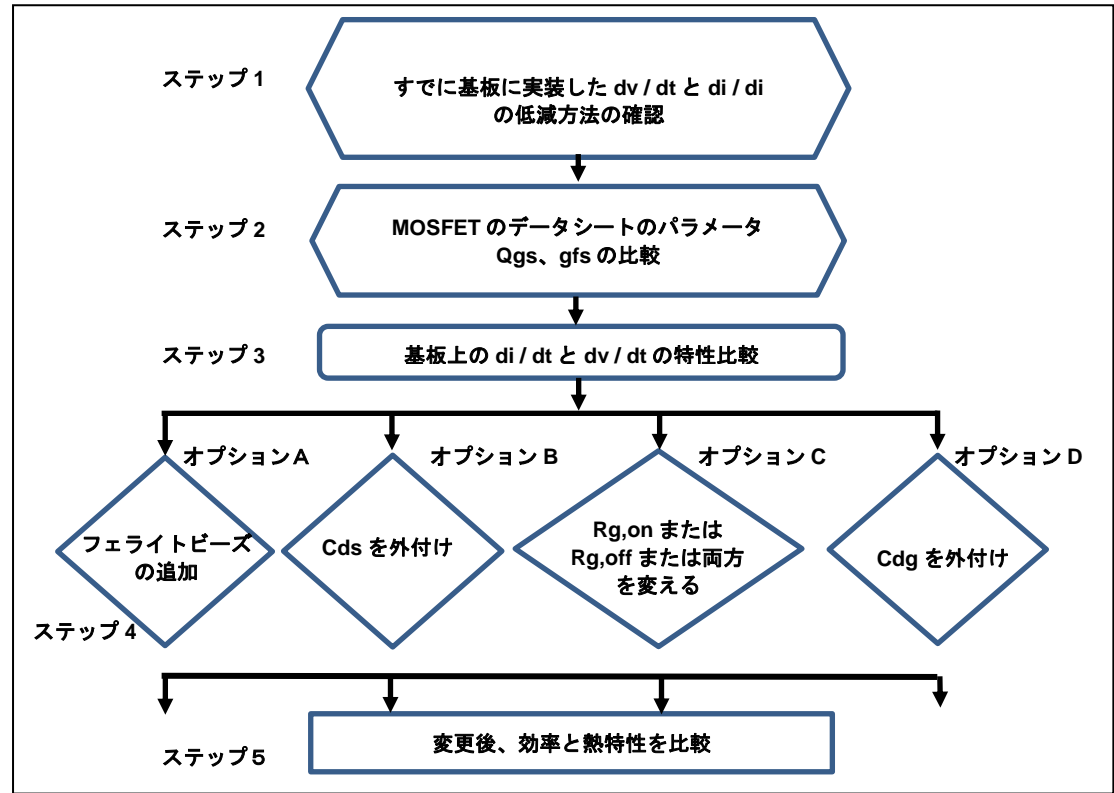 ステップ 1
すでに基板に実装した dv / dt と di / di
の低減方法の確認
ステップ 2
MOSFET のデータシートのパラメータ
Qgs、gfs の比較
ステップ 3
基板上の di / dt と dv / dt の特性比較
オプションA
オプション B
オプション C
オプション D
フェライトビーズ
の追加
Cds を外付け
Rg,on または
Rg,off または両方
を変える
Cdg を外付け
ステップ 4
ステップ 5
変更後、効率と熱特性を比較